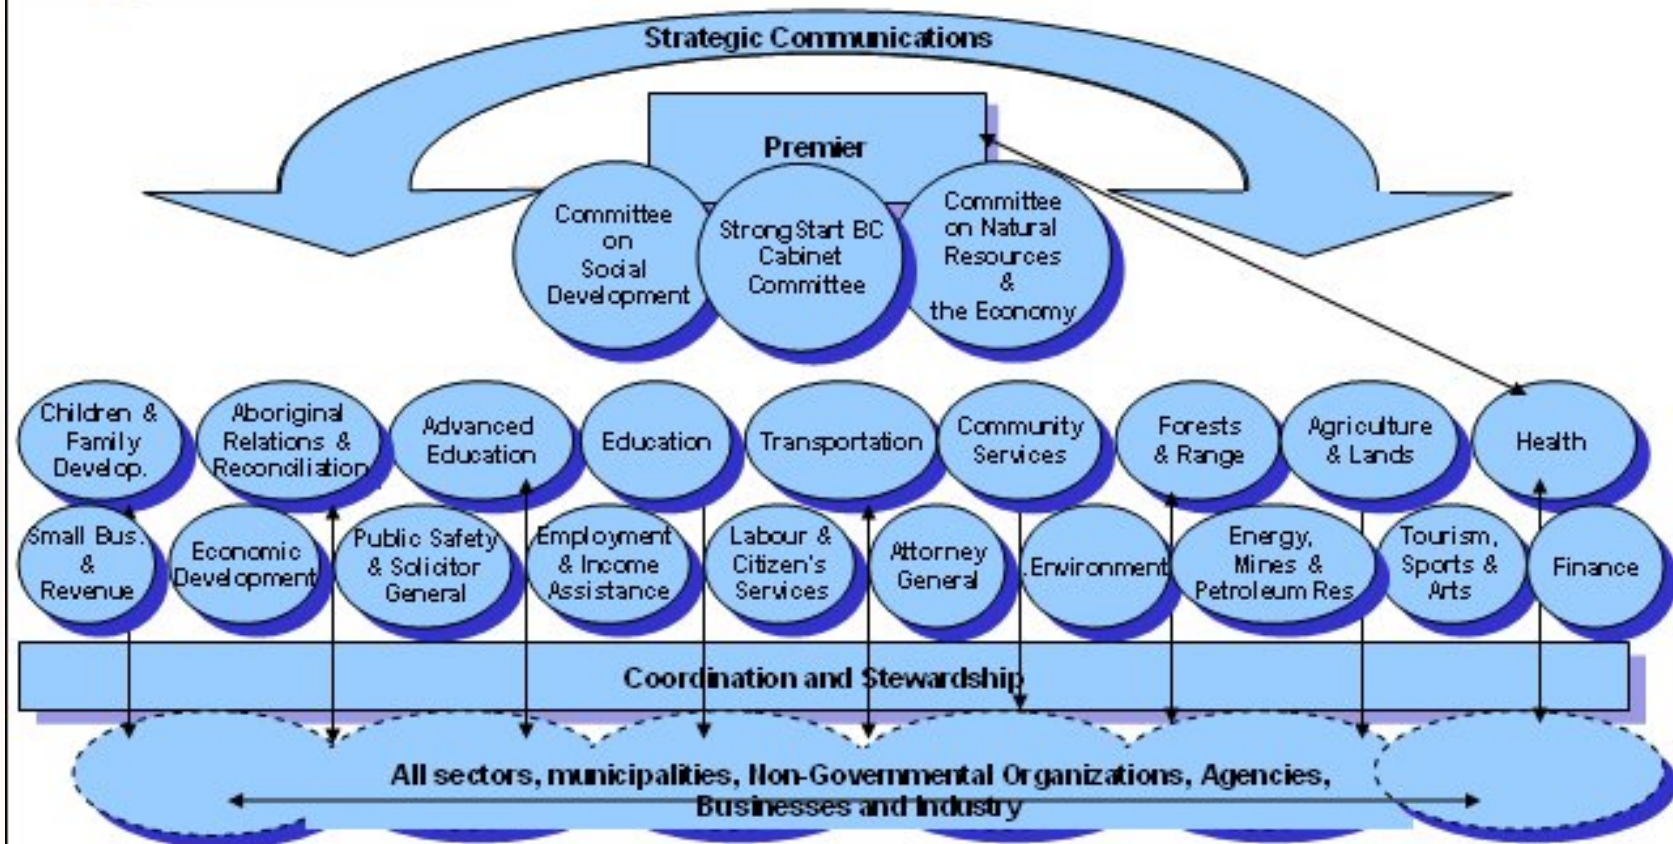 Strategic Communications
Premier
Committee
on
Social
Development
StrongStart BC
Cabinet
Committee
Committee
on Natural
Resources
&
the Economy
Children &
Family
Develop.
Aboriginal
Relations &
Reconciliation
Advanced
Education
Education
Transportation
Community
Services
Forests
& Range
Agriculture
& Lands
Health
Small Bus.
&
Revenue
Economic
Development
Public Safety
& Solicitor
General
Employment
& Income
Assistance
Labour &
Citizen's
Services
Attorney
General
.Environment
Energy,
Mines &
Petroleum Res
Tourism,
Sports &
Arts
Finance
Coordination and Stewardship
All sectors, municipalities, Non-Governmental Organizations, Agencies,
Businesses and Industry